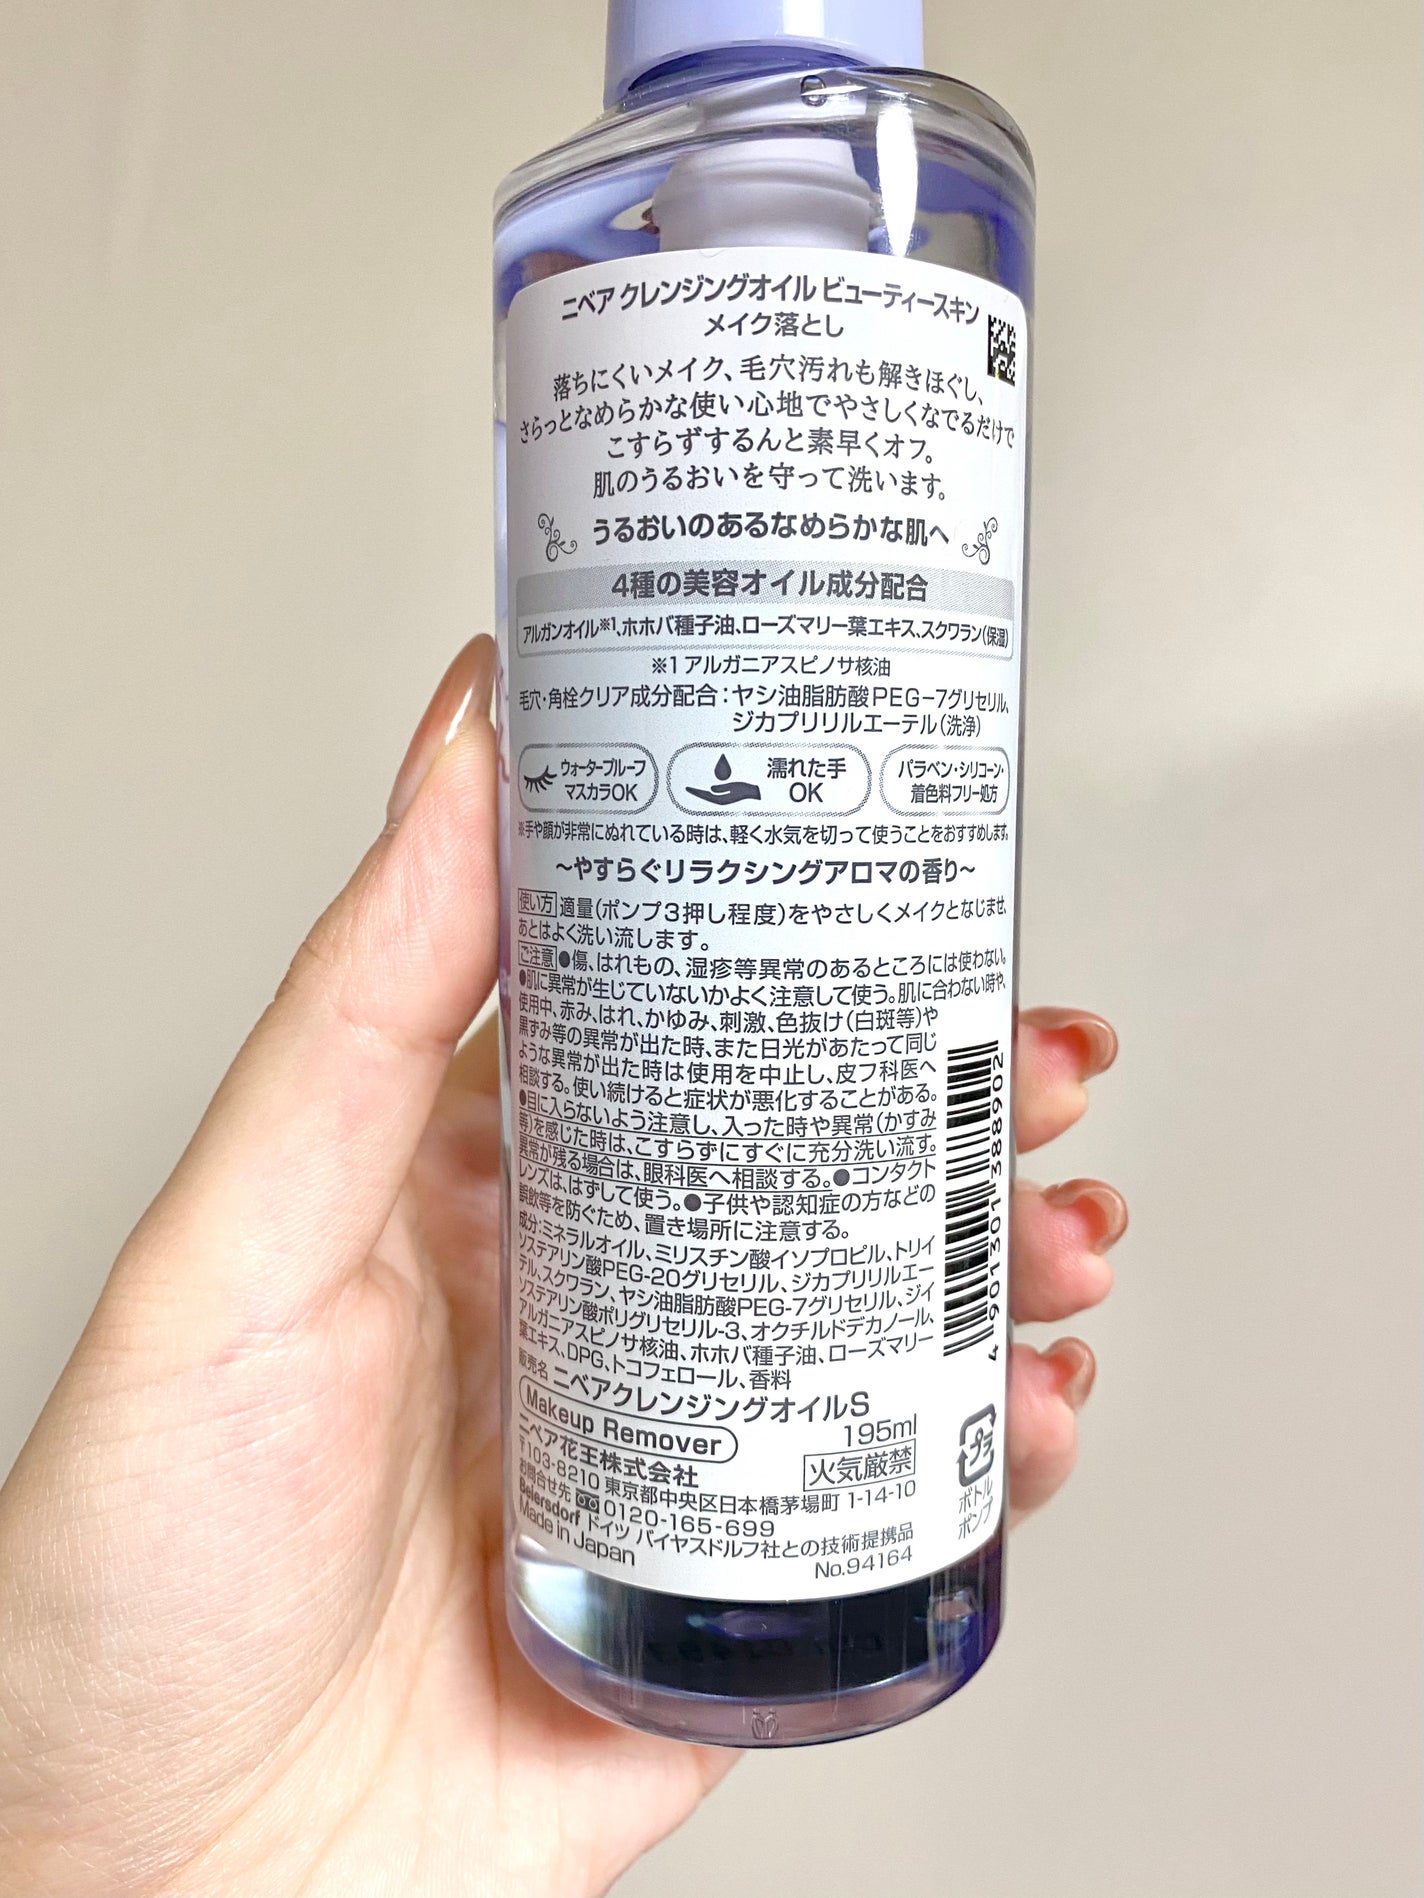 ニベア クレンジングオイル ビューティースキン
メイク落とし
落ちにくいメイク、毛穴汚れも解きほぐし、
さらっとなめらかな使い心地でやさしくなでるだけで
こすらずするんと素早くオフ。
肌のうるおいを守って洗います。
うるおいのあるなめらかな肌へ
4種の美容オイル成分配合
アルガンオイル※1、ホホバ種子油、ローズマリー葉エキス、スクワラン(保湿)
※1 アルガニアスピノサ核油
毛穴・角栓クリア成分配合：ヤシ油脂肪酸PEG-7グリセリル、
ジカプリリルエーテル(洗浄)
ウォータープルーフ
マスカラOK
濡れた手
OK
パラベン・シリコーン・
着色料フリー処方
※手や顔が非常にぬれている時は、軽く水気を切って使うことをおすすめします。
〜やすらぐリラクシングアロマの香り〜
使い方 適量(ポンプ3押し程度)をやさしくメイクとなじませ、
あとはよく洗い流します。
ご注意 ●傷、はれもの、湿疹等異常のあるところには使わない。
●肌に異常が生じていないかよく注意して使う。肌に合わない時や、
使用中、赤み、はれ、かゆみ、刺激、色抜け(白斑等)や
黒ずみ等の異常が出た時、また日光があたって同じ
ような異常が出た時は使用を中止し、皮フ科医へ
相談する。使い続けると症状が悪化することがある。
●目に入らないよう注意し、入った時や異常(かすみ
等)を感じた時は、こすらずにすぐに充分洗い流す。
異常が残る場合は、眼科医へ相談する。●コンタクト
レンズは、はずして使う。●子供や認知症の方などの
誤飲等を防ぐため、置き場所に注意する。
成分：ミネラルオイル、ミリスチン酸イソプロピル、トリイ
ソステアリン酸PEG-20グリセリル、ジカプリリルエー
テル、スクワラン、ヤシ油脂肪酸PEG-7グリセリル、ジイ
ソステアリン酸ポリグリセリル-3、オクチルドデカノール、
アルガニアスピノサ核油、ホホバ種子油、ローズマリー
葉エキス、DPG、トコフェロール、香料
販売名 ニベアクレンジングオイルS
Makeup Remover
195ml
ニベア花王株式会社
火気厳禁
〒103-8210 東京都中央区日本橋茅場町 1-14-10
お問合せ先 0120-165-699
Beiersdorf ドイツ バイヤスドルフ社との技術提携品
Made in Japan
No.94164
4 901301 388902
プラ
ボトル
ポンプ